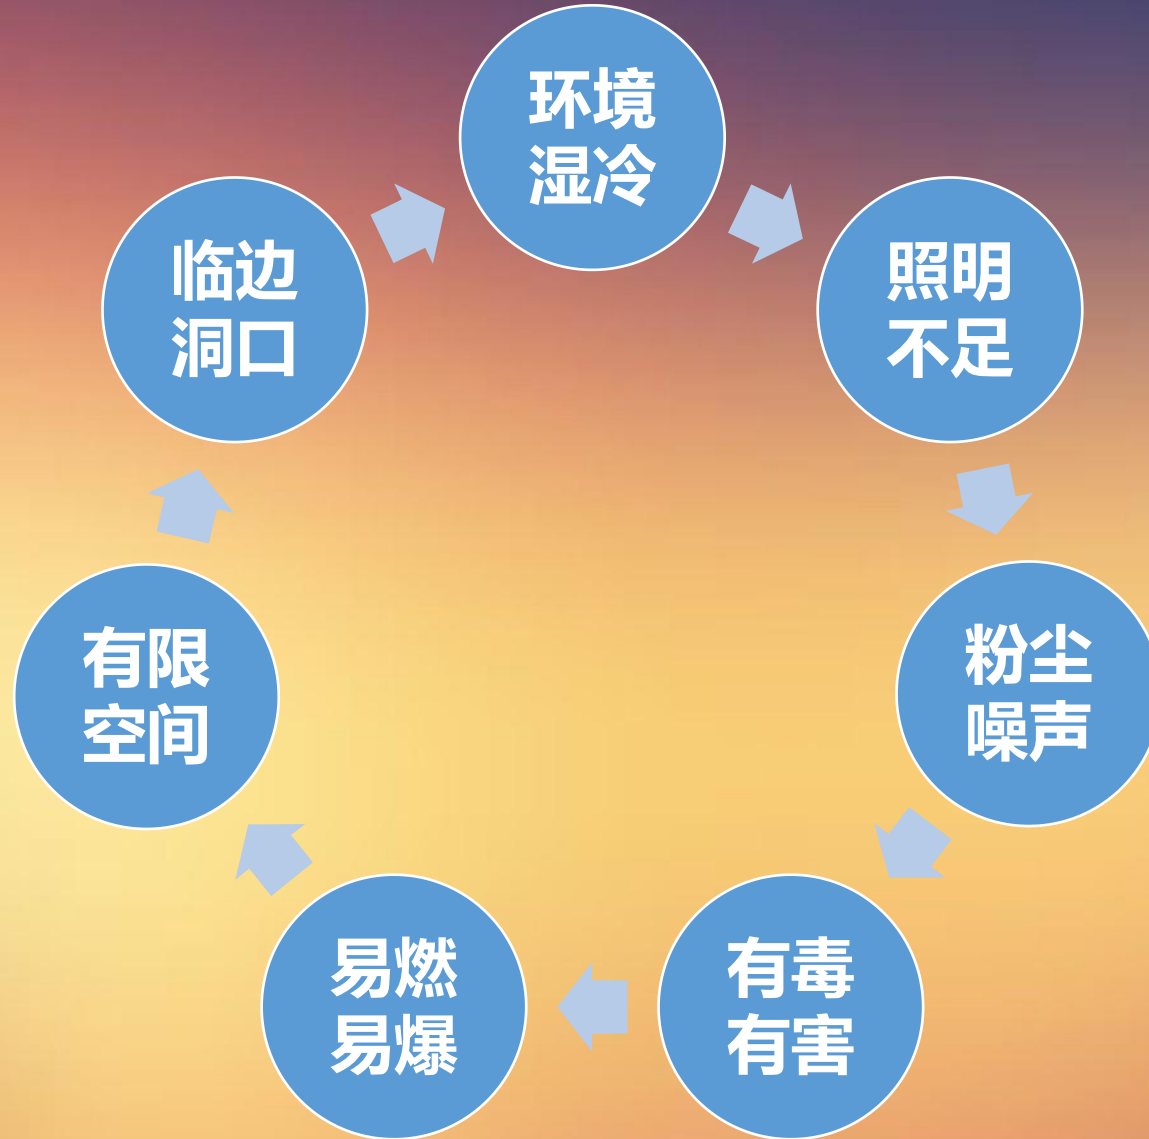 环境
湿冷
照明
不足
粉尘
噪声
有毒
有害
易燃
易爆
有限
空间
临边
洞口